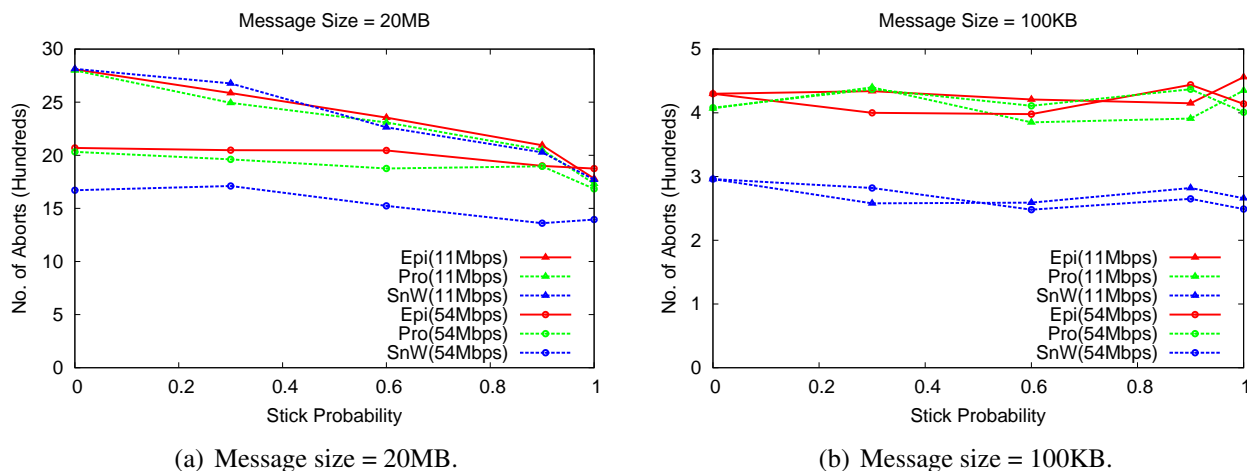 Message Size = 20MB
No. of Aborts (Hundreds)
30
25
20
15
10
5
0
Epi(11Mbps)
Pro(11Mbps)
SnW(11Mbps)
Epi(54Mbps)
Pro(54Mbps)
SnW(54Mbps)
0 0.2 0.4 0.6 0.8 1
Stick Probability
(a) Message size = 20MB.
Message Size = 100KB
No. of Aborts (Hundreds)
5
4
3
2
1
0
Epi(11Mbps)
Pro(11Mbps)
SnW(11Mbps)
Epi(54Mbps)
Pro(54Mbps)
SnW(54Mbps)
0 0.2 0.4 0.6 0.8 1
Stick Probability
(b) Message size = 100KB.